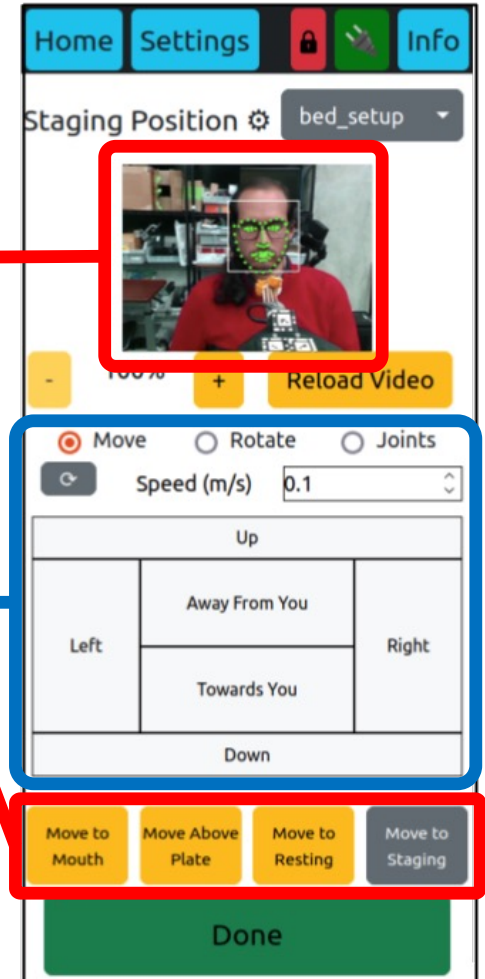 Home Settings Info
Staging Position ⚙ bed_setup
- 100% + Reload Video
Move Rotate Joints
Speed (m/s) 0.1
Up
Away From You
Left Right
Towards You
Down
Move to Move Above Move to Move to
Mouth Plate Resting Staging
Done